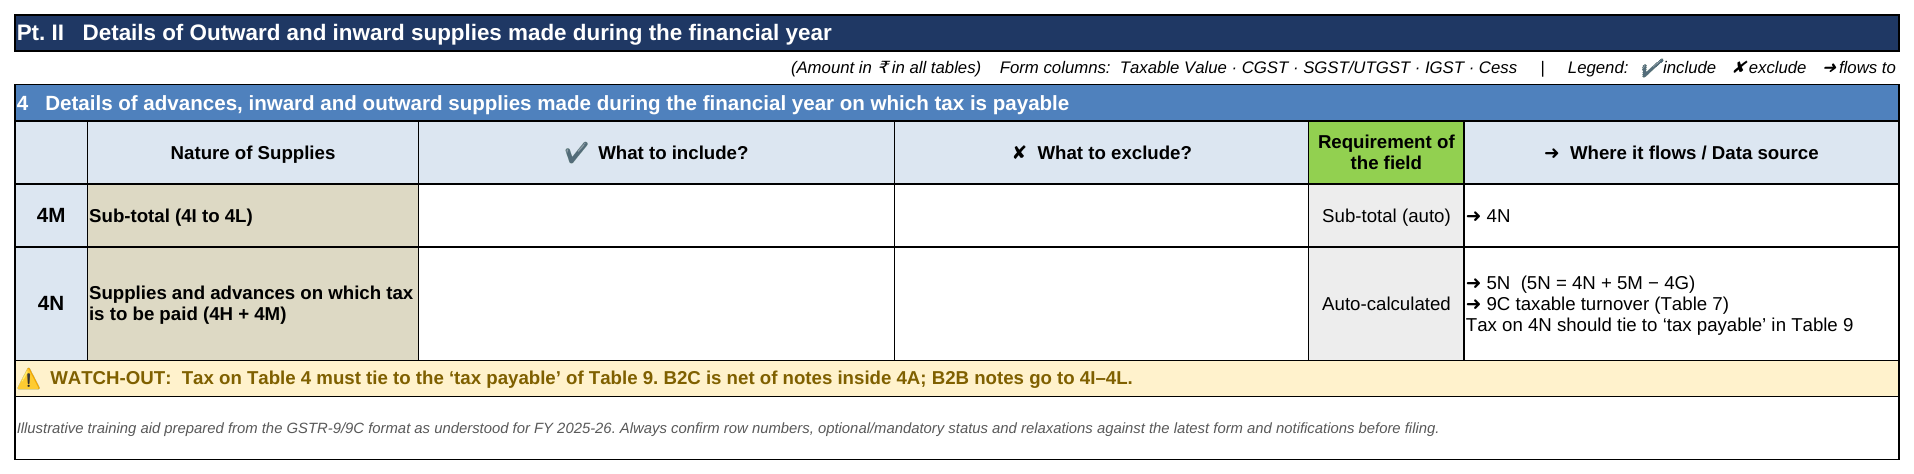 Pt. II   Details of Outward and inward supplies made during the financial year
(Amount in ₹ in all tables)   Form columns:  Taxable Value · CGST · SGST/UTGST · IGST · Cess   |   Legend:  ✔ include   ✘ exclude   ➜ flows to
4   Details of advances, inward and outward supplies made during the financial year on which tax is payable
Nature of Supplies
✔ What to include?
✘ What to exclude?
Requirement of
the field
➜ Where it flows / Data source
4M
Sub-total (4I to 4L)
Sub-total (auto)
➜ 4N
4N
Supplies and advances on which tax
is to be paid (4H + 4M)
Auto-calculated
➜ 5N  (5N = 4N + 5M − 4G)
➜ 9C taxable turnover (Table 7)
Tax on 4N should tie to ‘tax payable’ in Table 9
⚠ WATCH-OUT:  Tax on Table 4 must tie to the ‘tax payable’ of Table 9. B2C is net of notes inside 4A; B2B notes go to 4I–4L.
Illustrative training aid prepared from the GSTR-9/9C format as understood for FY 2025-26. Always confirm row numbers, optional/mandatory status and relaxations against the latest form and notifications before filing.